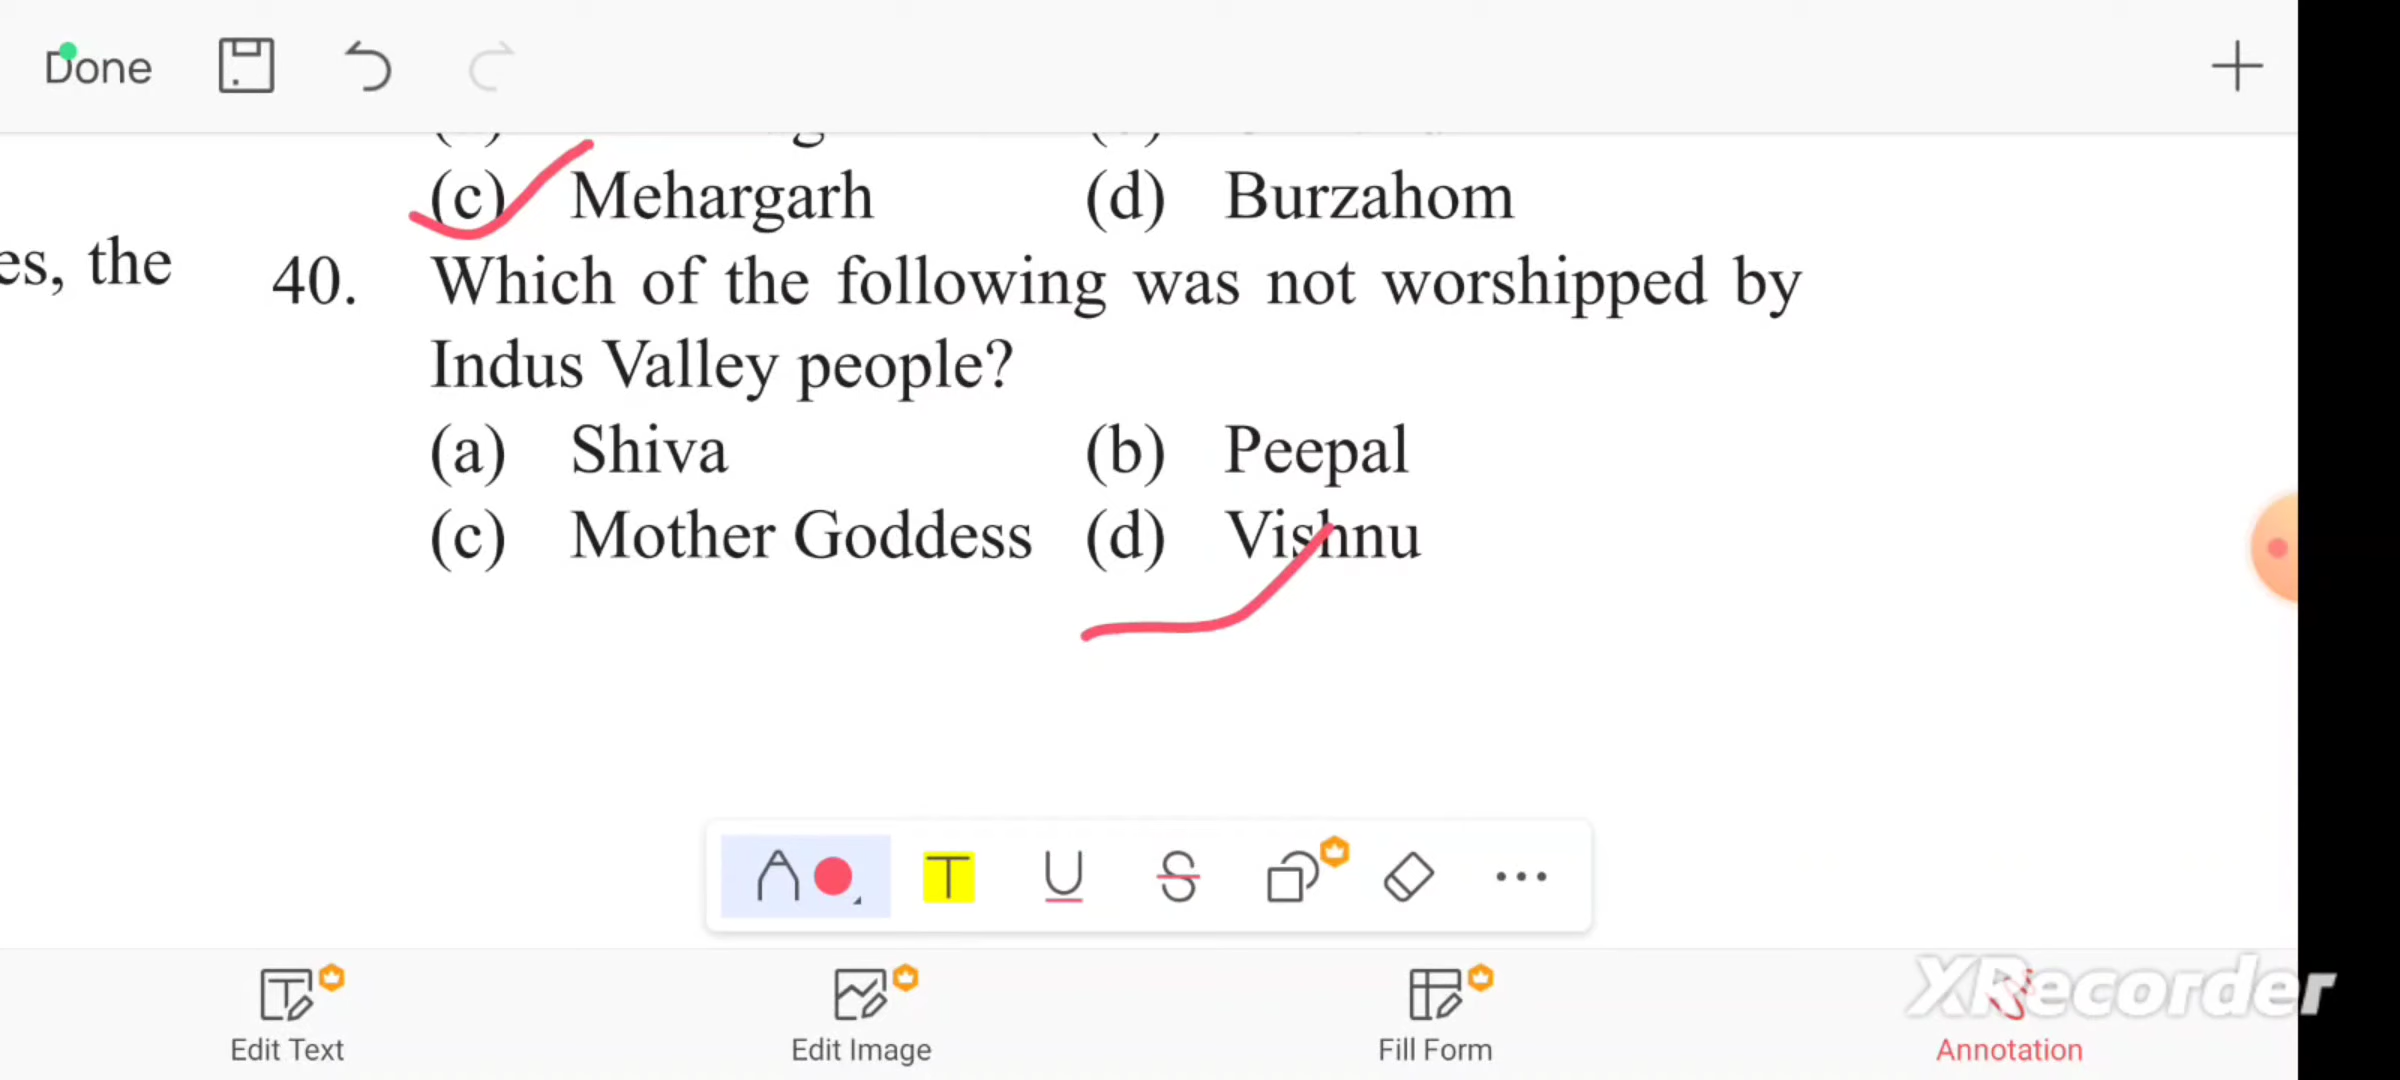 Done
(c) Mehargarh (d) Burzahom
es, the
40. Which of the following was not worshipped by
Indus Valley people?
(a) Shiva (b) Peepal
(c) Mother Goddess (d) Vishnu
T U S
Edit Text Edit Image Fill Form Annotation
XRecorder